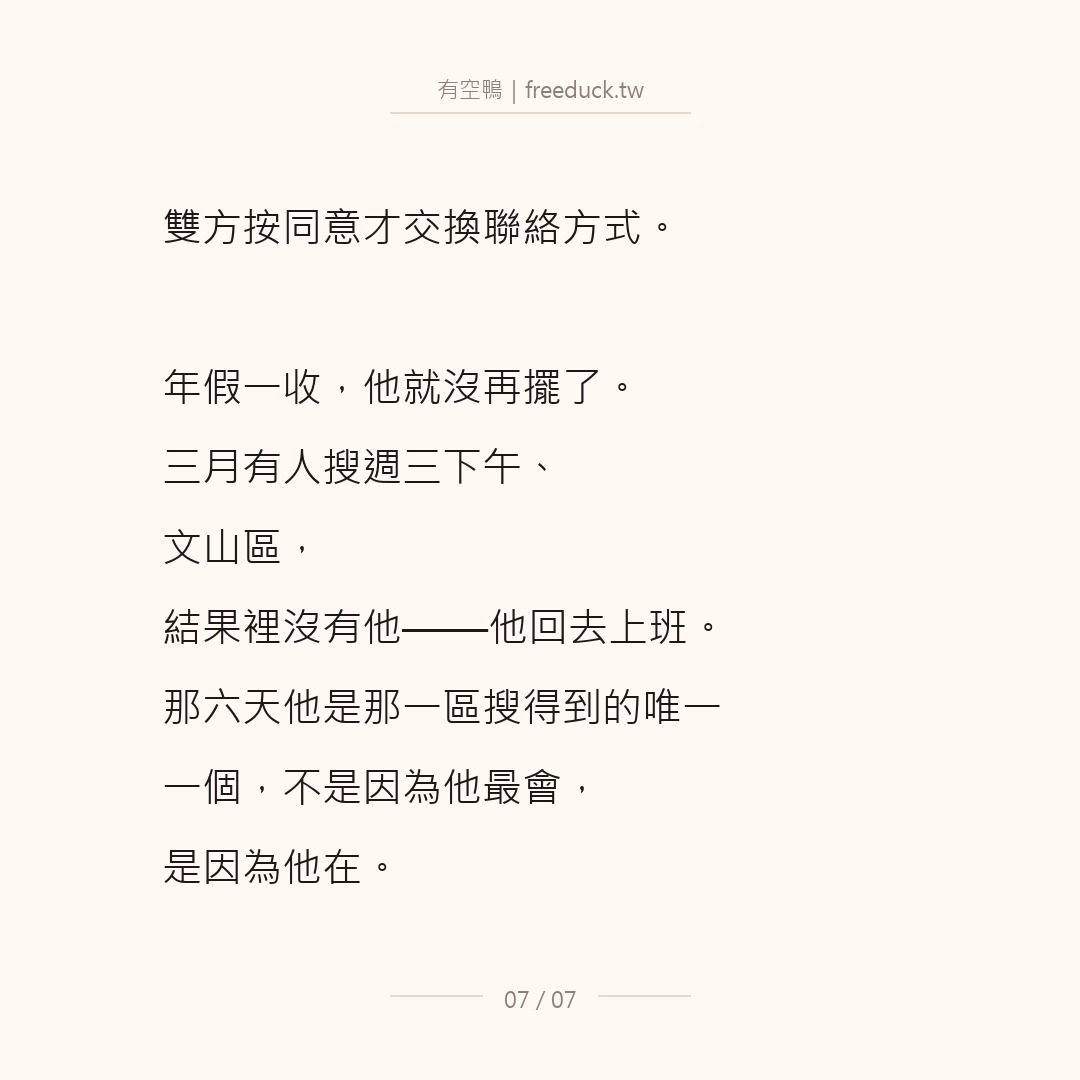 有空鴨 | freeduck.tw
雙方按同意才交換聯絡方式。
年假一收，他就沒再擺了。
三月有人搜週三下午、
文山區，
結果裡沒有他——他回去上班。
那六天他是那一區搜得到的唯一
一個，不是因為他最會，
是因為他在。
07 / 07